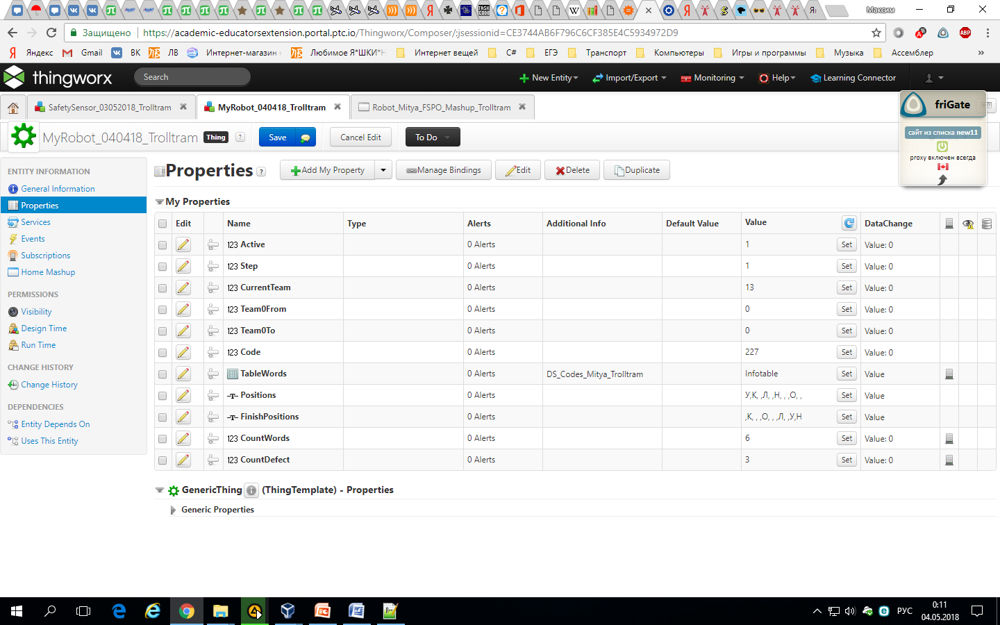 Максим
Защищено https://academic-educatorsextension.portal.ptc.io/Thingworx/Composer/;jsessionid=CE3744AB6F796C6CF385E4C5934972D9
ABP
Яндекс Gmail ВК ЛВ Интернет-магазин Любимое Я*ШКИ*Н Интернет вещей C# ЕГЭ Транспорт Компьютеры Игры и программы Музыка Ассемблер »
thingworx Search New Entity Import/Export Monitoring Help Learning Connector
SafetySensor_03052018_Trolltram MyRobot_040418_Trolltram Robot_Mitya_FSPO_Mashup_Trolltram
friGate
сайт из списка new11
proxy включен всегда
MyRobot_040418_Trolltram Thing ? Save Cancel Edit To Do
ENTITY INFORMATION
General Information
Properties
Services
Events
Subscriptions
Home Mashup
PERMISSIONS
Visibility
Design Time
Run Time
CHANGE HISTORY
Change History
DEPENDENCIES
Entity Depends On
Uses This Entity
Properties ? Add My Property Manage Bindings Edit Delete Duplicate
My Properties
Edit Name Type Alerts Additional Info Default Value Value DataChange
123 Active 0 Alerts 1 Set Value: 0
123 Step 0 Alerts 1 Set Value: 0
123 CurrentTeam 0 Alerts 13 Set Value: 0
123 Team0From 0 Alerts 0 Set Value: 0
123 Team0To 0 Alerts 0 Set Value: 0
123 Code 0 Alerts 227 Set Value: 0
TableWords 0 Alerts DS_Codes_Mitya_Trolltram Infotable Set Value
-T- Positions 0 Alerts У,К, ,Л, ,Н, , ,О, , Set Value
-T- FinishPositions 0 Alerts ,К, , ,О, , ,Л, ,У,Н Set Value
123 CountWords 0 Alerts 6 Set Value: 0
123 CountDefect 0 Alerts 3 Set Value: 0
GenericThing (ThingTemplate) - Properties
Generic Properties
РУС
0:11
04.05.2018